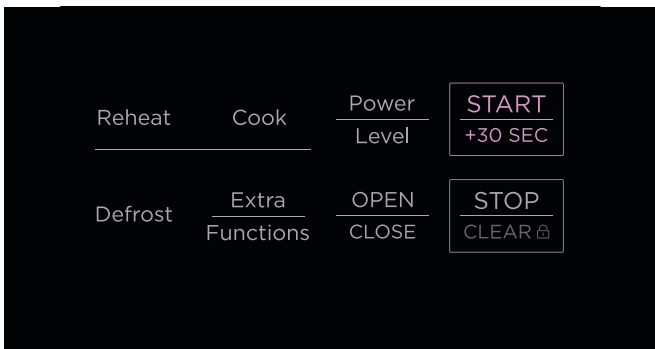 Reheat
Cook
Power
Level
START
+30 SEC
Defrost
Extra
Functions
OPEN
CLOSE
STOP
CLEAR